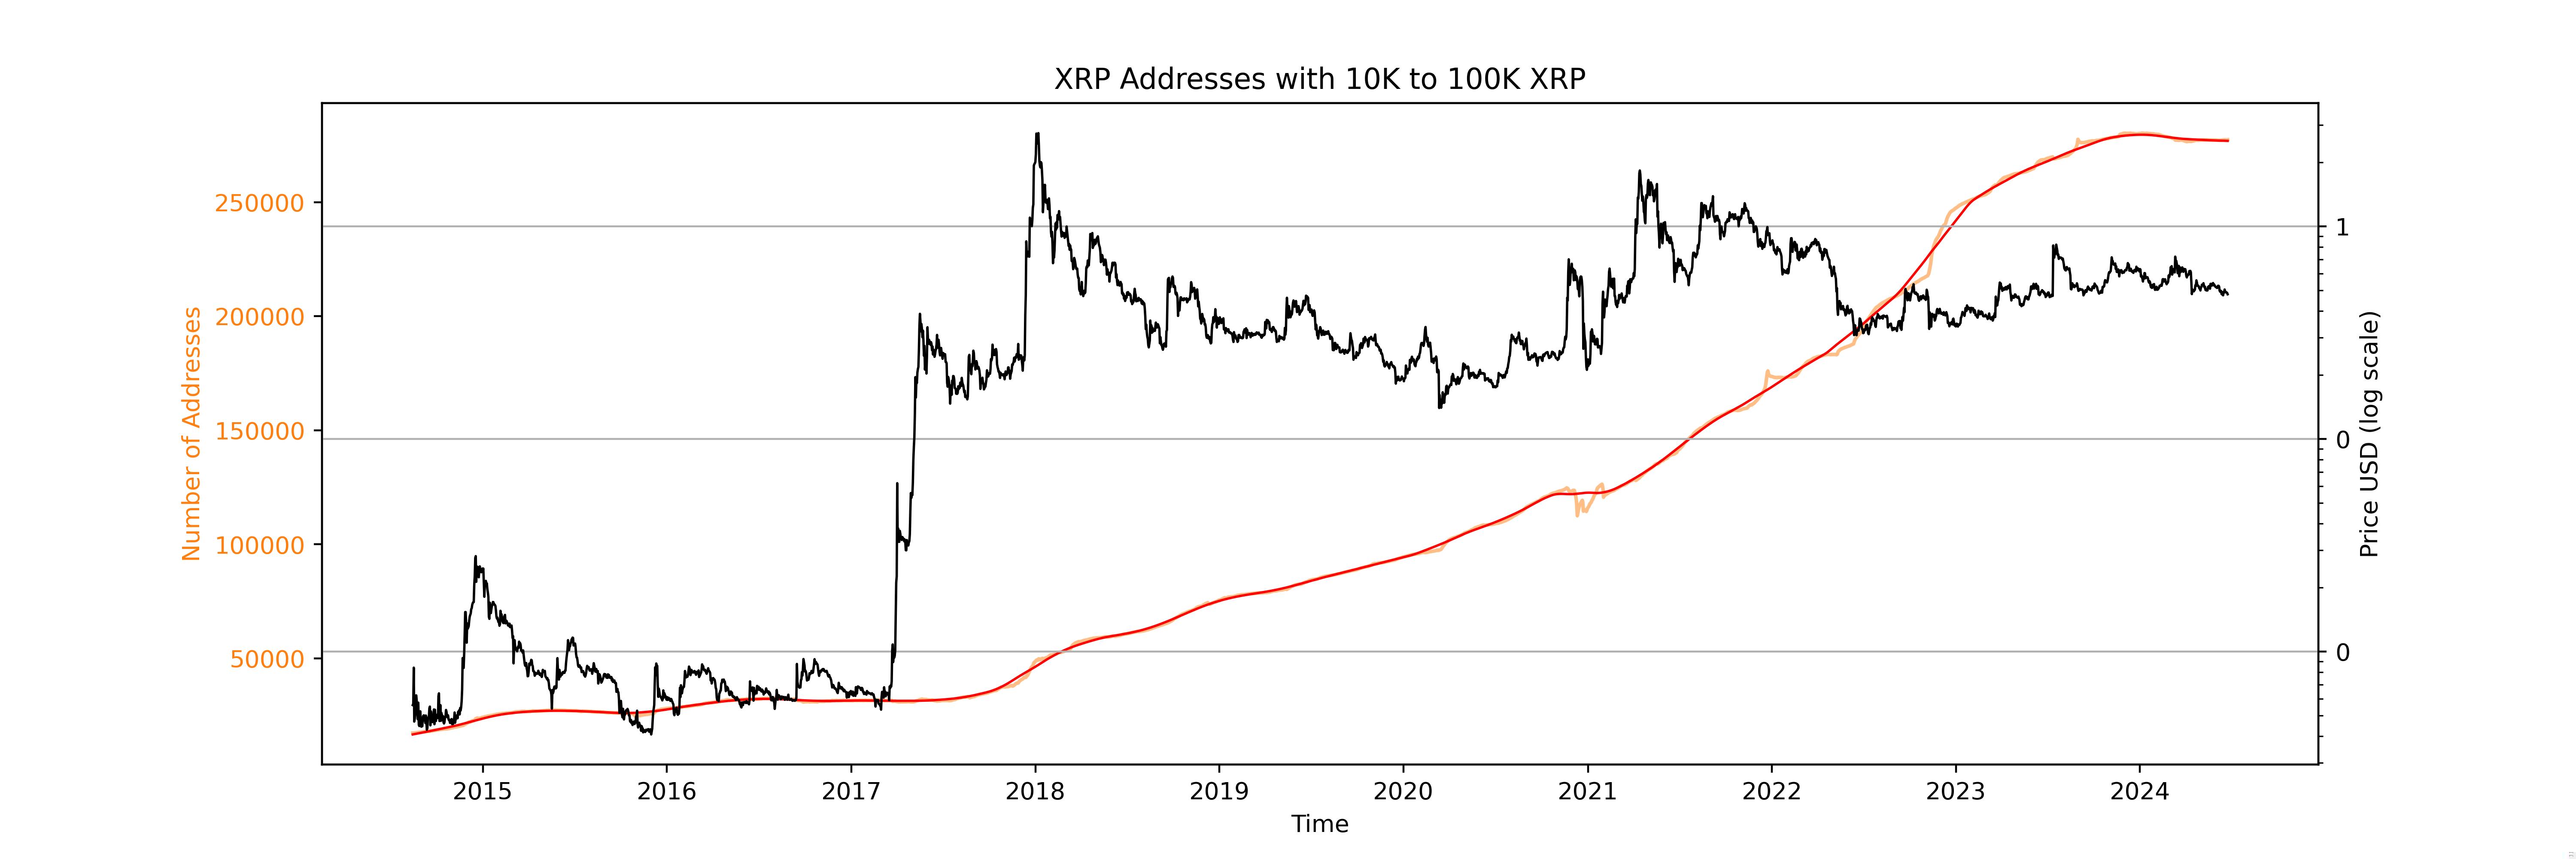 XRP Addresses with 10K to 100K XRP
Number of Addresses
250000
200000
150000
100000
50000
1
0
0
Price USD (log scale)
2015 2016 2017 2018 2019 2020 2021 2022 2023 2024
Time